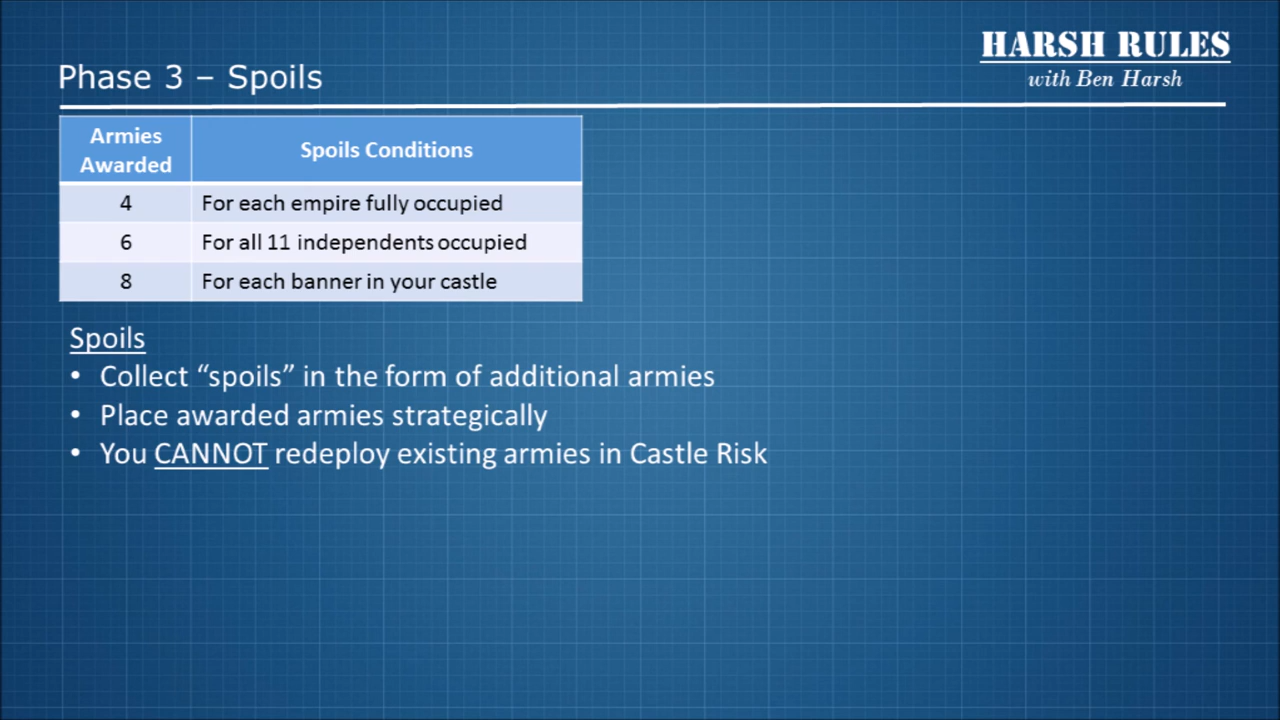 HARSH RULES
with Ben Harsh
Phase 3 – Spoils
Armies Awarded
Spoils Conditions
4 For each empire fully occupied
6 For all 11 independents occupied
8 For each banner in your castle
Spoils
• Collect “spoils” in the form of additional armies
• Place awarded armies strategically
• You CANNOT redeploy existing armies in Castle Risk